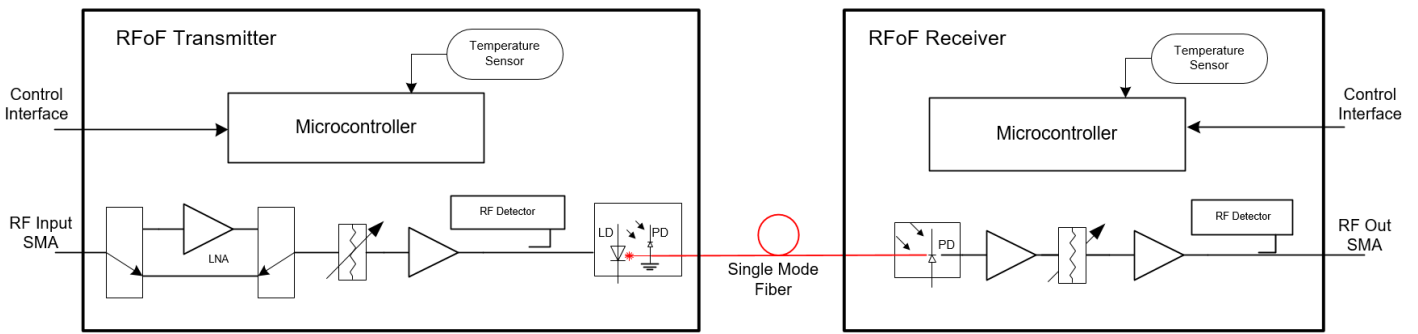 RFoF Transmitter
Temperature
Sensor
Control
Interface
Microcontroller
RF Input
SMA
LNA
RF Detector
LD
PD
Single Mode
Fiber
RFoF Receiver
Temperature
Sensor
Control
Interface
Microcontroller
PD
RF Detector
RF Out
SMA